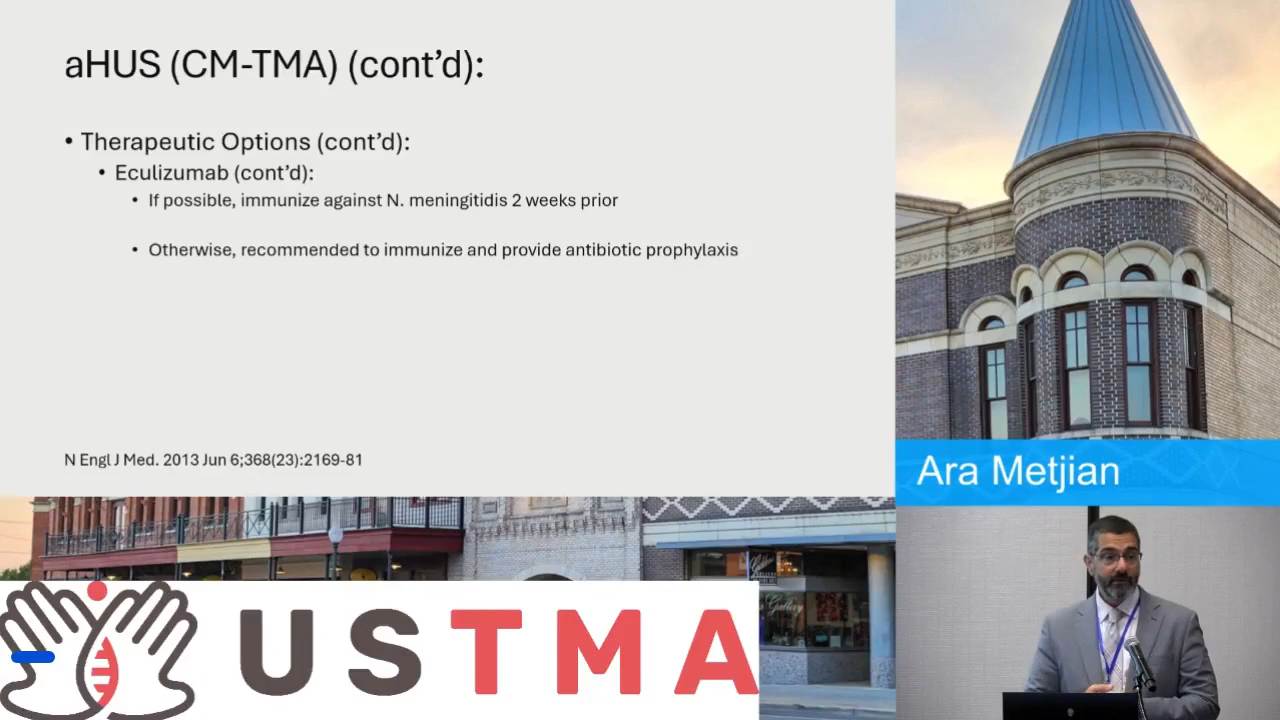 aHUS (CM-TMA) (cont’d):
• Therapeutic Options (cont’d):
• Eculizumab (cont’d):
• If possible, immunize against N. meningitidis 2 weeks prior
• Otherwise, recommended to immunize and provide antibiotic prophylaxis
N Engl J Med. 2013 Jun 6;368(23):2169-81
Ara Metjian
USTMA
Gallery